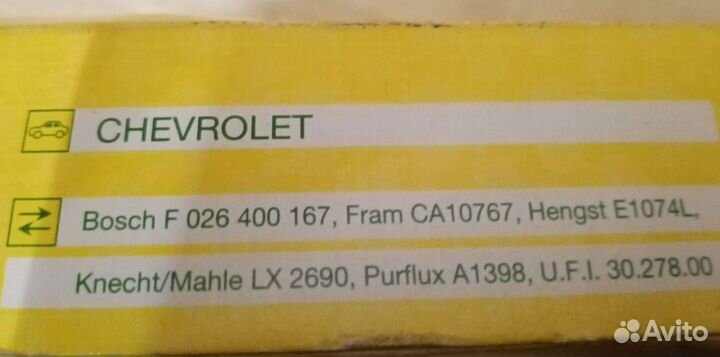 CHEVROLET
Bosch F 026 400 167, Fram CA10767, Hengst E1074L,
Knecht/Mahle LX 2690, Purflux A1398, U.F.I. 30.278.00
Avito